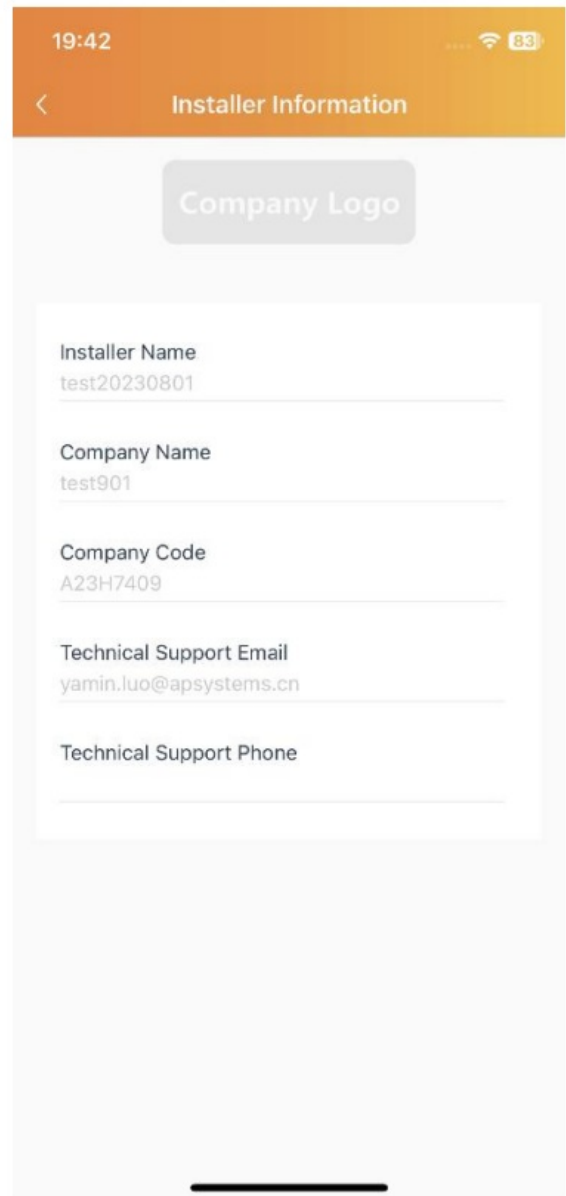 19:42
83
Installer Information
Company Logo
Installer Name
test20230801
Company Name
test901
Company Code
A23H7409
Technical Support Email
yamin.luo@apsystems.cn
Technical Support Phone